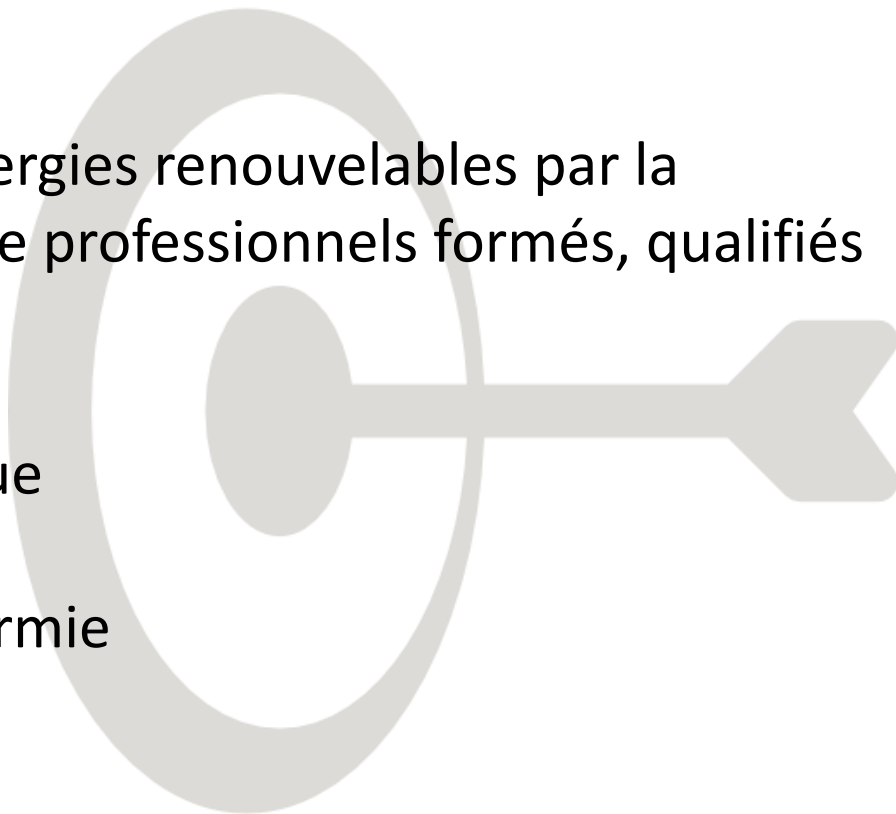 ergies renouvelables par la
e professionnels formés, qualifiés
ue
rmie